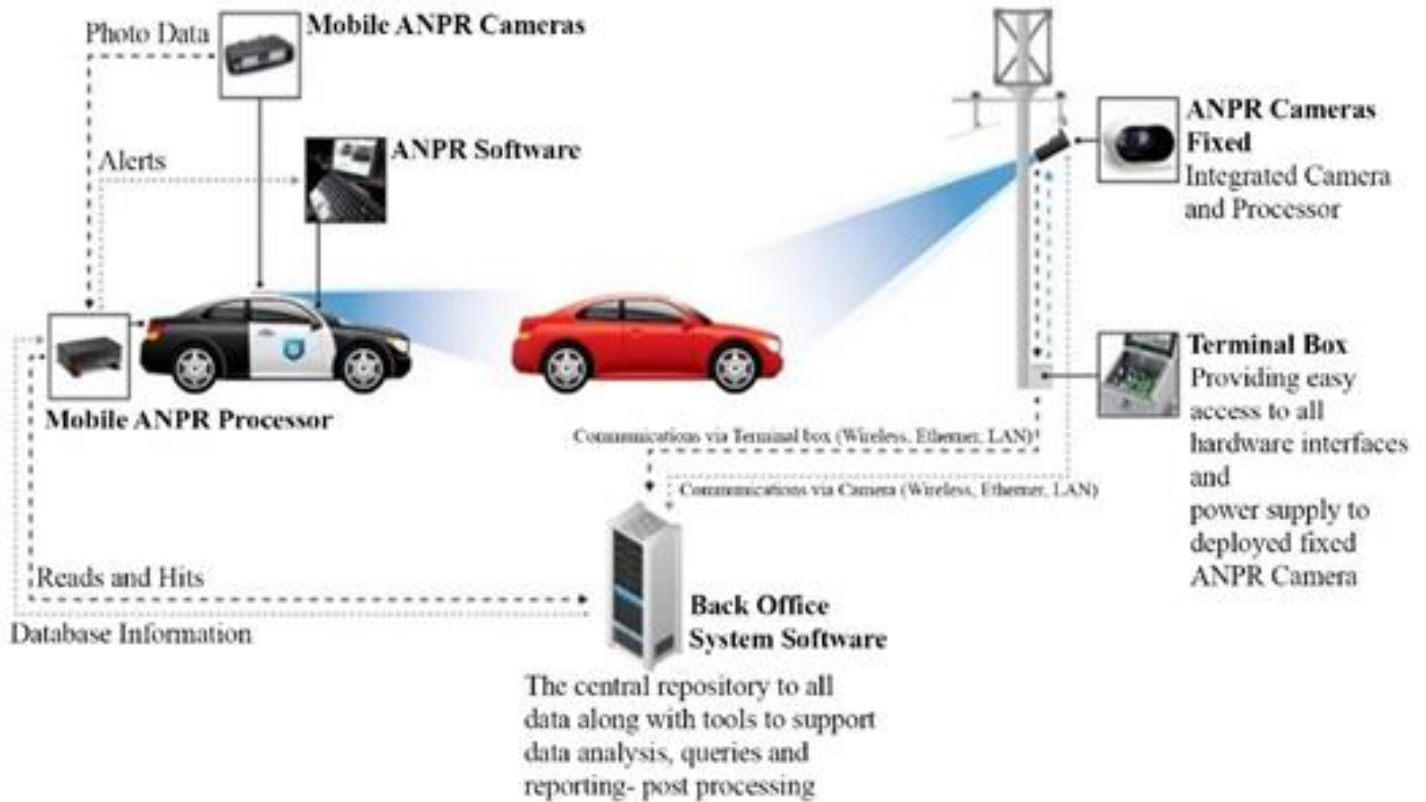 Photo Data
Mobile ANPR Cameras
Alerts
ANPR Software
ANPR Cameras
Fixed
Integrated Camera
and Processor
Mobile ANPR Processor
Terminal Box
Providing easy
access to all
hardware interfaces
and
power supply to
deployed fixed
ANPR Camera
Communications via Terminal box (Wireless, Ethernet, LAN)
Communications via Camera (Wireless, Ethernet, LAN)
Reads and Hits
Database Information
Back Office
System Software
The central repository to all
data along with tools to support
data analysis, queries and
reporting- post processing